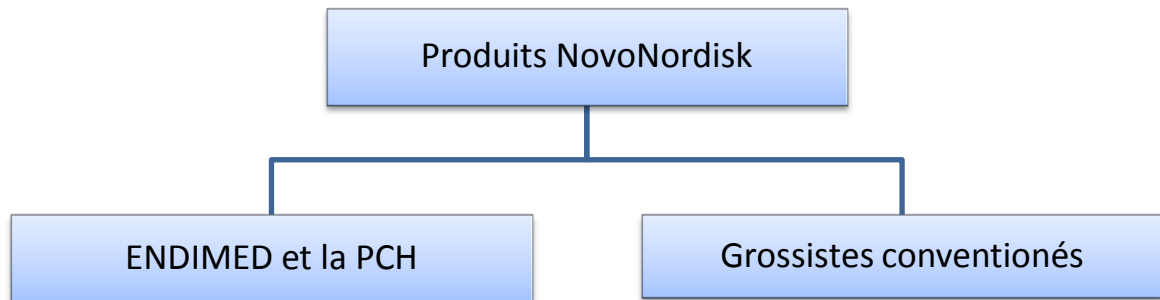 Produits NovoNordisk
ENDIMED et la PCH
Grossistes conventionés